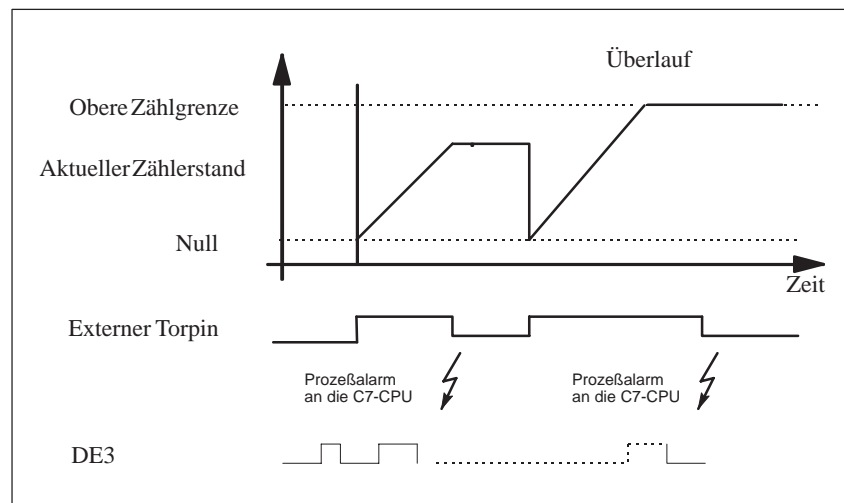 Überlauf
Obere Zählgrenze
Aktueller Zählerstand
Null
Zeit
Externer Torpin
Prozeßalarm
an die C7-CPU
Prozeßalarm
an die C7-CPU
DE3